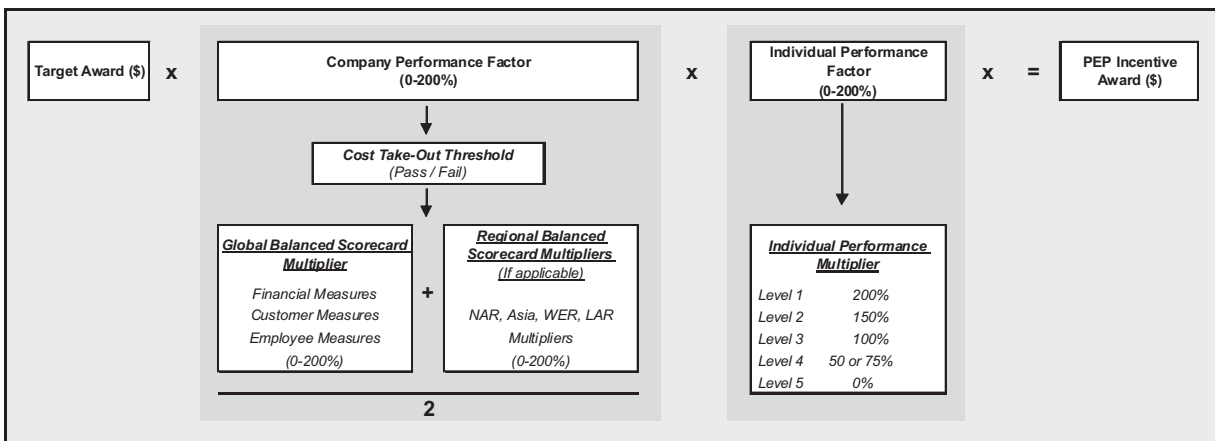 Target Award ($)
x
Company Performance Factor
(0-200%)
x
Individual Performance
Factor
(0-200%)
x
=
PEP Incentive
Award ($)
Cost Take-Out Threshold
(Pass / Fail)
Global Balanced Scorecard
Multiplier
Financial Measures
Customer Measures
Employee Measures
(0-200%)
+
Regional Balanced
Scorecard Multipliers
(If applicable)
NAR, Asia, WER, LAR
Multipliers
(0-200%)
2
Individual Performance
Multiplier
Level 1 200%
Level 2 150%
Level 3 100%
Level 4 50 or 75%
Level 5 0%